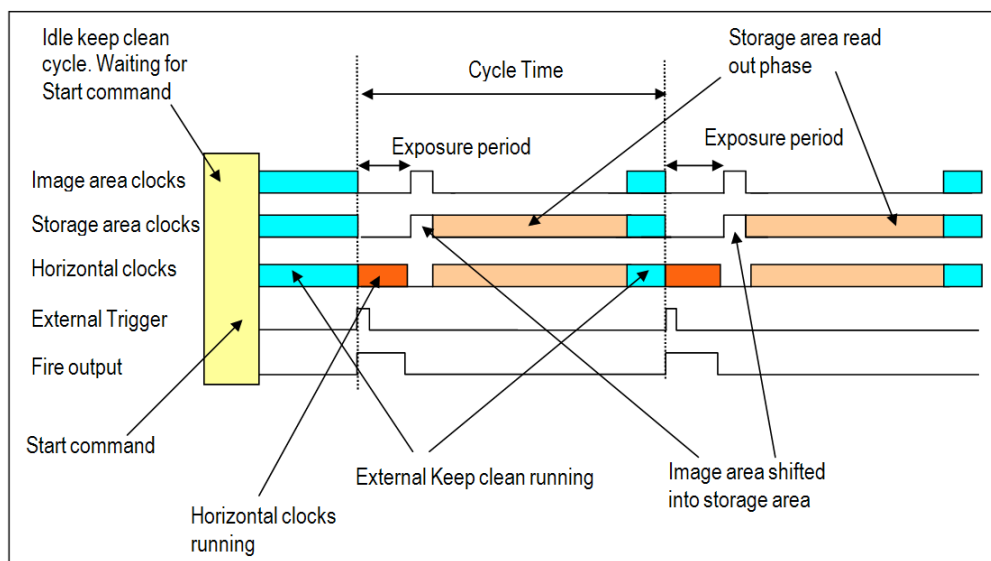 Idle keep clean
cycle. Waiting for
Start command
Cycle Time
Storage area read
out phase
Exposure period
Exposure period
Image area clocks
Storage area clocks
Horizontal clocks
External Trigger
Fire output
Start command
External Keep clean running
Image area shifted
into storage area
Horizontal clocks
running